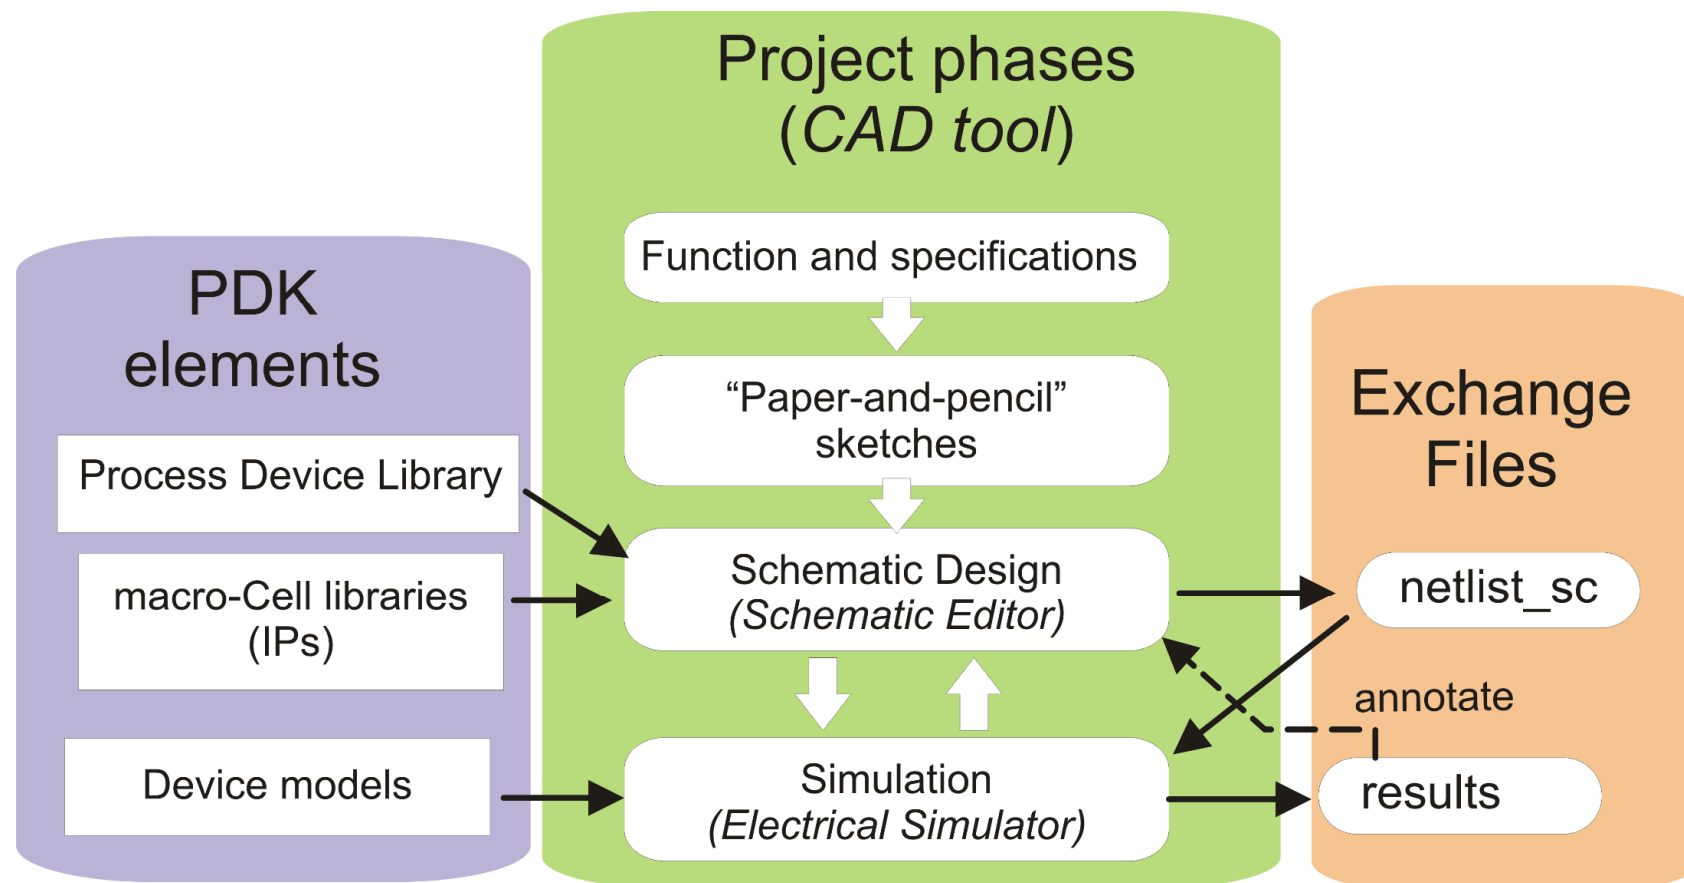 Project phases
(CAD tool)
Function and specifications
“Paper-and-pencil”
sketches
Schematic Design
(Schematic Editor)
Simulation
(Electrical Simulator)
PDK
elements
Process Device Library
macro-Cell libraries
(IPs)
Device models
Exchange
Files
netlist_sc
annotate
results